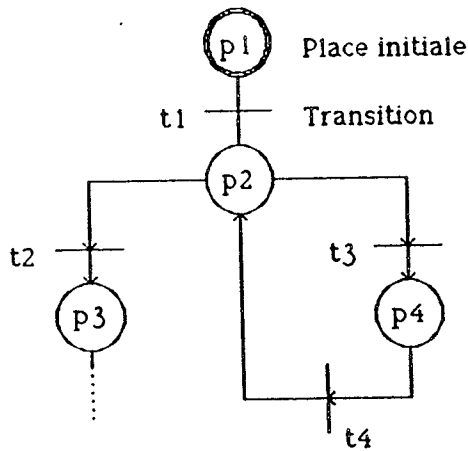 p1
Place initiale
t1
Transition
p2
t2
t3
p3
p4
t4